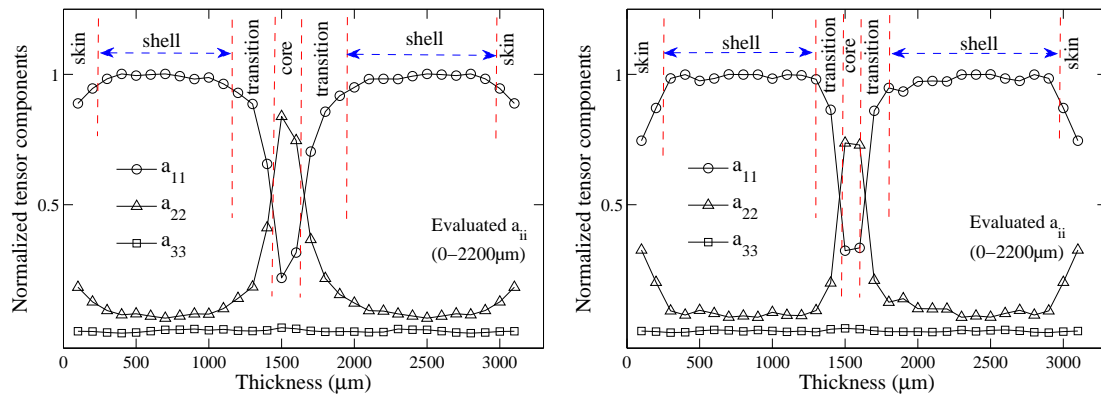 skin
shell
transition
core
transition
shell
skin
Normalized tensor components
1
0.5
a11
a22
a33
Evaluated aii
(0−2200μm)
0 500 1000 1500 2000 2500 3000
Thickness (μm)
skin
shell
transition
core
transition
shell
skin
Normalized tensor components
1
0.5
a11
a22
a33
Evaluated aii
(0−2200μm)
0 500 1000 1500 2000 2500 3000
Thickness (μm)